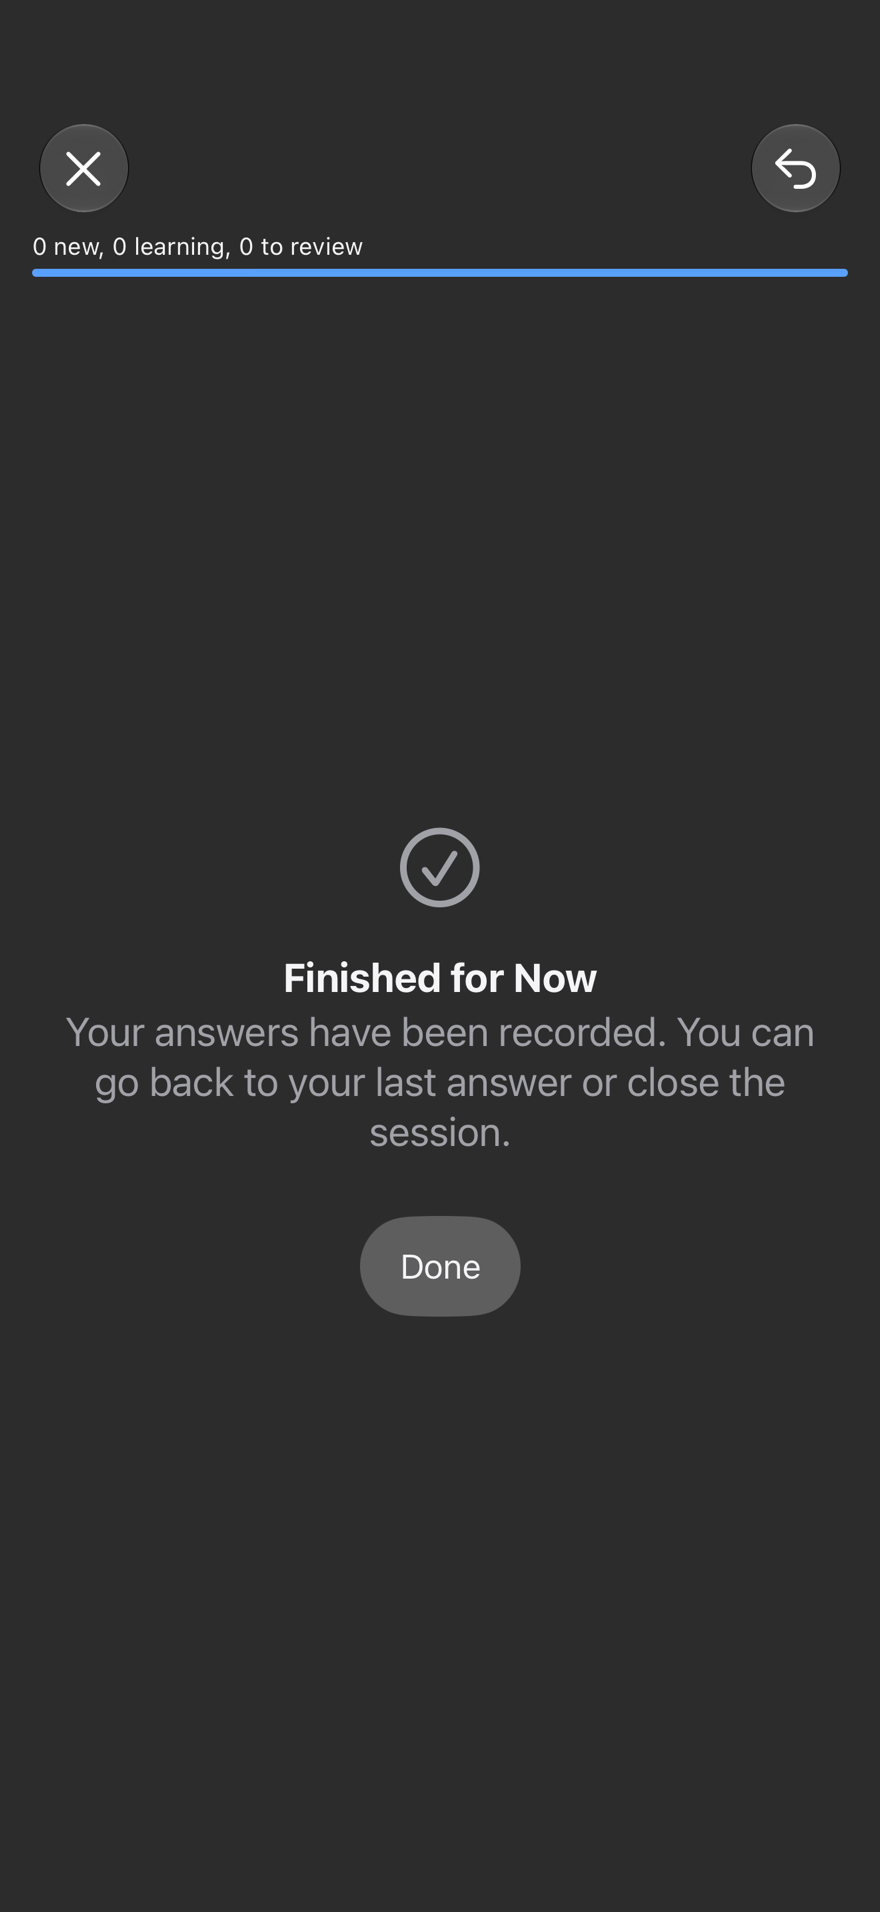 0 new, 0 learning, 0 to review
Finished for Now
Your answers have been recorded. You can
go back to your last answer or close the
session.
Done